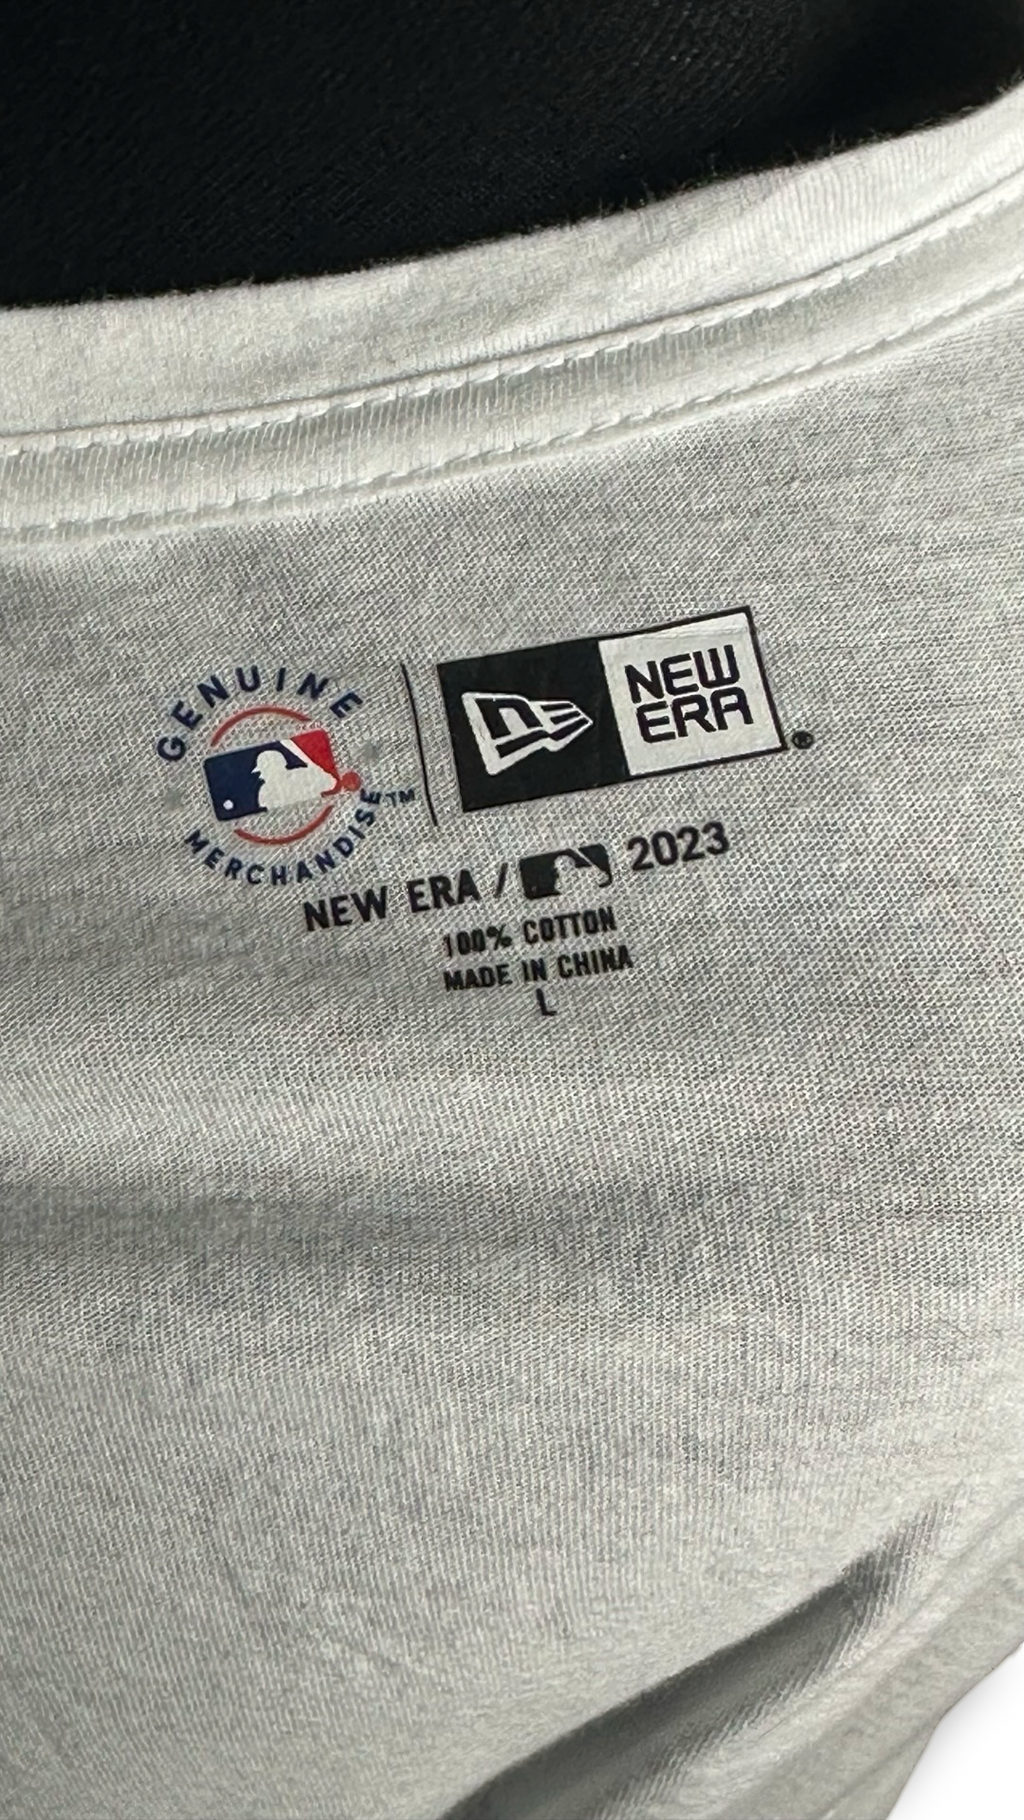 GENUINE
MERCHANDISE™
NEW
ERA®
NEW ERA / 2023
100% COTTON
MADE IN CHINA
L